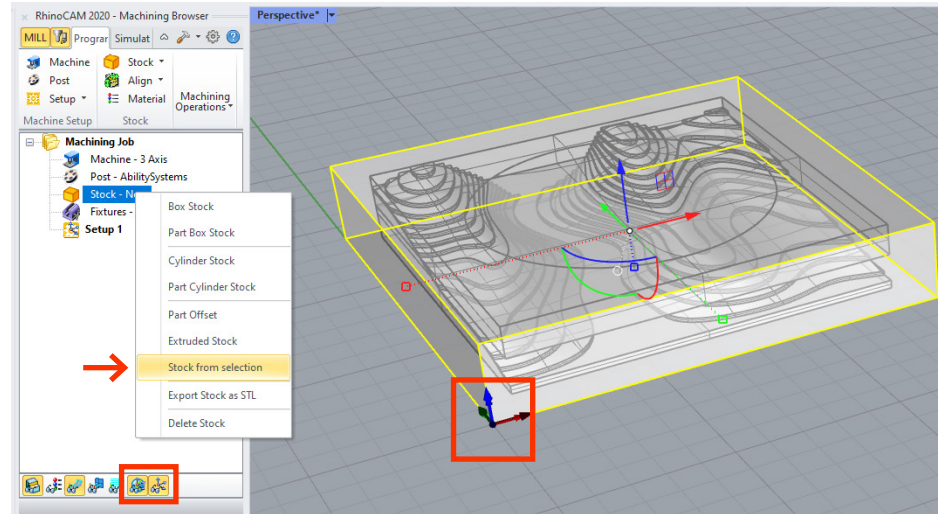 RhinoCAM 2020 - Machining Browser
Perspective*
MILL Progran Simulat
Machine Stock
Post Align
Setup Material Machining
Operations
Machine Setup Stock
Machining Job
Machine - 3 Axis
Post - AbilitySystems
Stock -
Fixtures -
Setup 1
Box Stock
Part Box Stock
Cylinder Stock
Part Cylinder Stock
Part Offset
Extruded Stock
Stock from selection
Export Stock as STL
Delete Stock